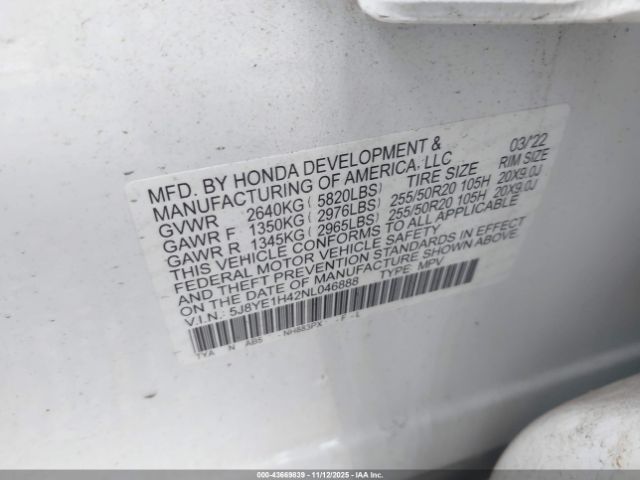 MFD. BY HONDA DEVELOPMENT & 03/'22
MANUFACTURING OF AMERICA, LLC
GVWR 2640KG ( 5820LBS) TIRE SIZE RIM SIZE
GAWR F 1350KG ( 2976LBS) 255/50R20 105H 20X9.0J
GAWR R 1345KG ( 2965LBS) 255/50R20 105H 20X9.0J
THIS VEHICLE CONFORMS TO ALL APPLICABLE
FEDERAL MOTOR VEHICLE SAFETY
AND THEFT PREVENTION STANDARDS IN EFFECT
ON THE DATE OF MANUFACTURE SHOWN ABOVE.
V.I.N.: 5J8YE1H42NL046888 TYPE: MPV
TYA N ABS NH883PX - F - L
000-43669839 - 11/12/2025 - IAA Inc.